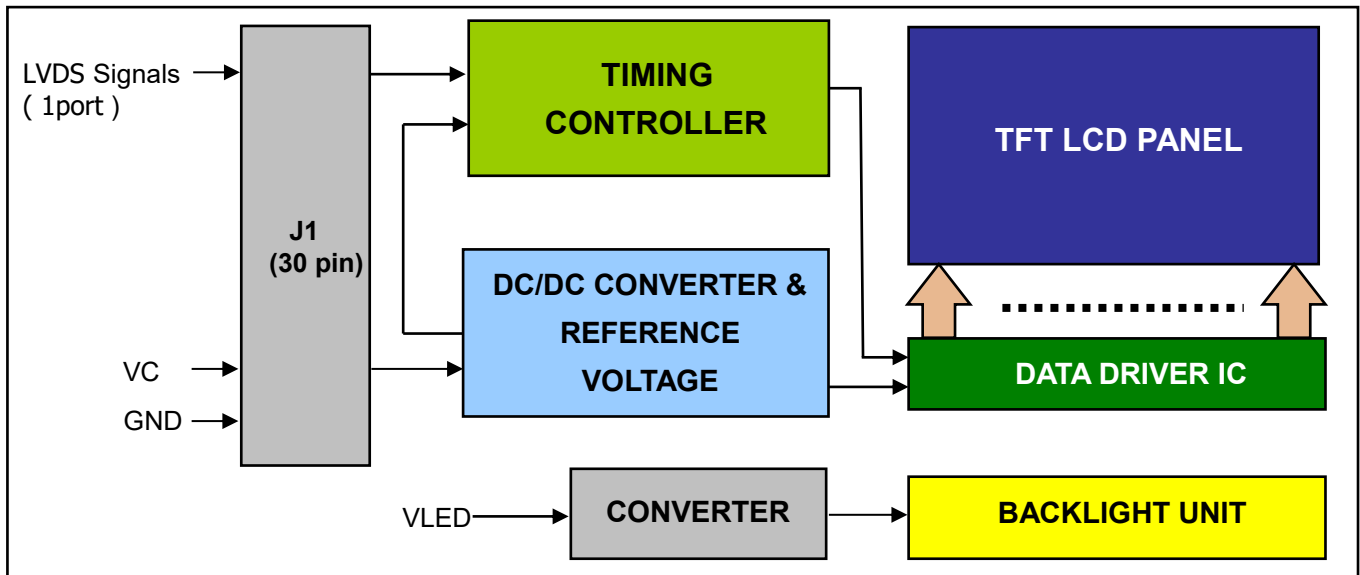 LVDS Signals
( 1port )
J1
(30 pin)
VC
GND
TIMING
CONTROLLER
DC/DC CONVERTER &
REFERENCE
VOLTAGE
TFT LCD PANEL
DATA DRIVER IC
VLED
CONVERTER
BACKLIGHT UNIT